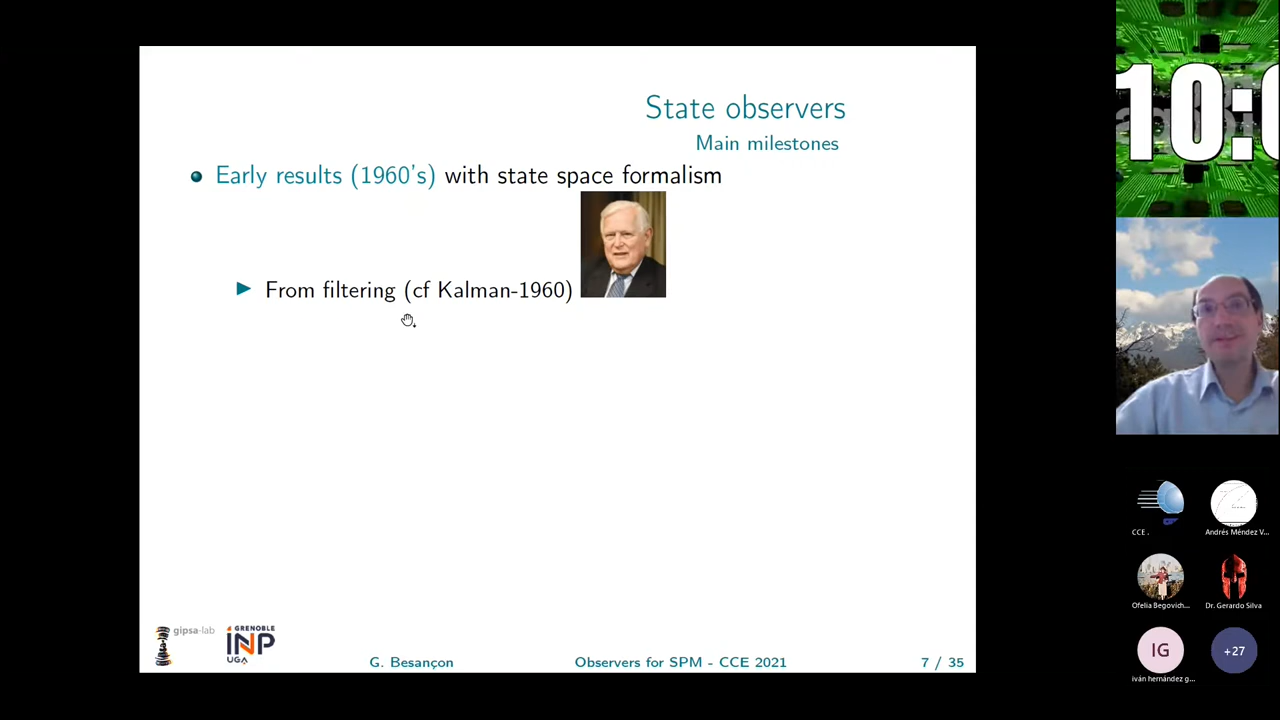 State observers
Main milestones
Early results (1960's) with state space formalism
From filtering (cf Kalman-1960)
gipsa-lab
GRENOBLE
INP
UGA
G. Besançon
Observers for SPM - CCE 2021
7 / 35
10:
CCE .
Andrés Méndez V...
Ofelia Begovich...
Dr. Gerardo Silva
IG
iván hernández g...
+27